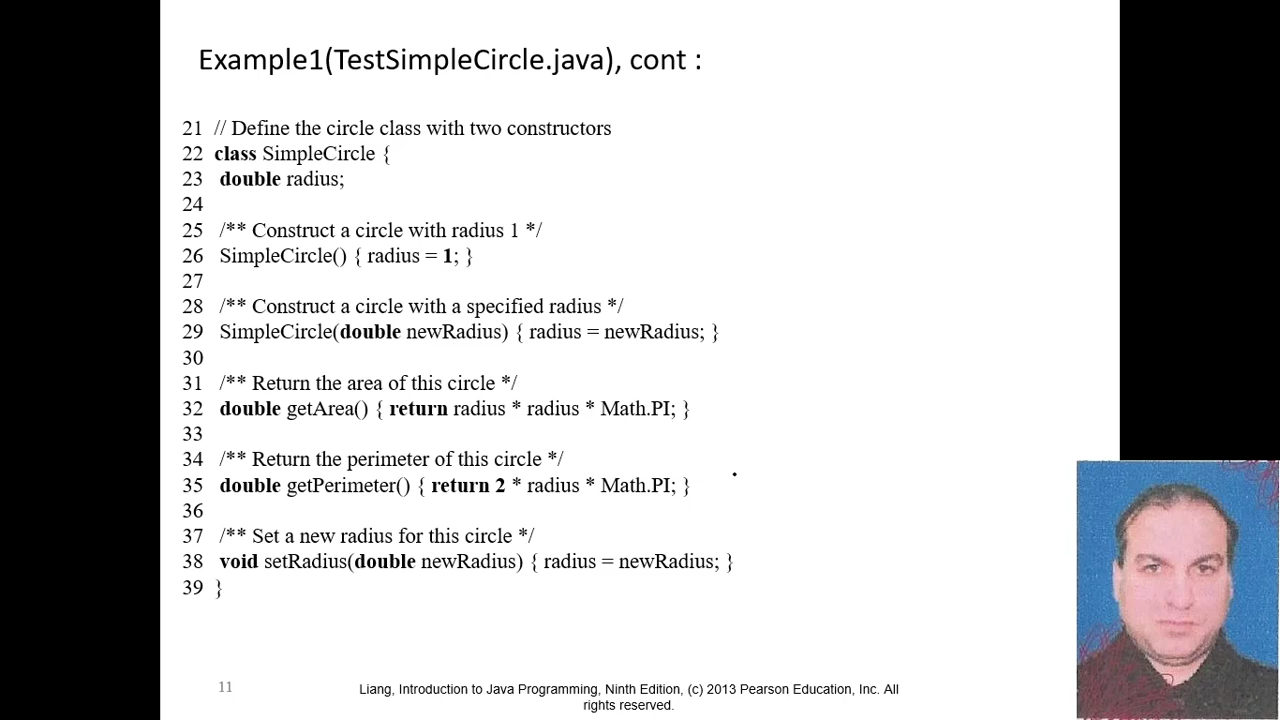 Example1(TestSimpleCircle.java), cont :
21 // Define the circle class with two constructors
22 class SimpleCircle {
23 double radius;
24
25 /** Construct a circle with radius 1 */
26 SimpleCircle() { radius = 1; }
27
28 /** Construct a circle with a specified radius */
29 SimpleCircle(double newRadius) { radius = newRadius; }
30
31 /** Return the area of this circle */
32 double getArea() { return radius * radius * Math.PI; }
33
34 /** Return the perimeter of this circle */
35 double getPerimeter() { return 2 * radius * Math.PI; }
36
37 /** Set a new radius for this circle */
38 void setRadius(double newRadius) { radius = newRadius; }
39 }
11
Liang, Introduction to Java Programming, Ninth Edition, (c) 2013 Pearson Education, Inc. All
rights reserved.